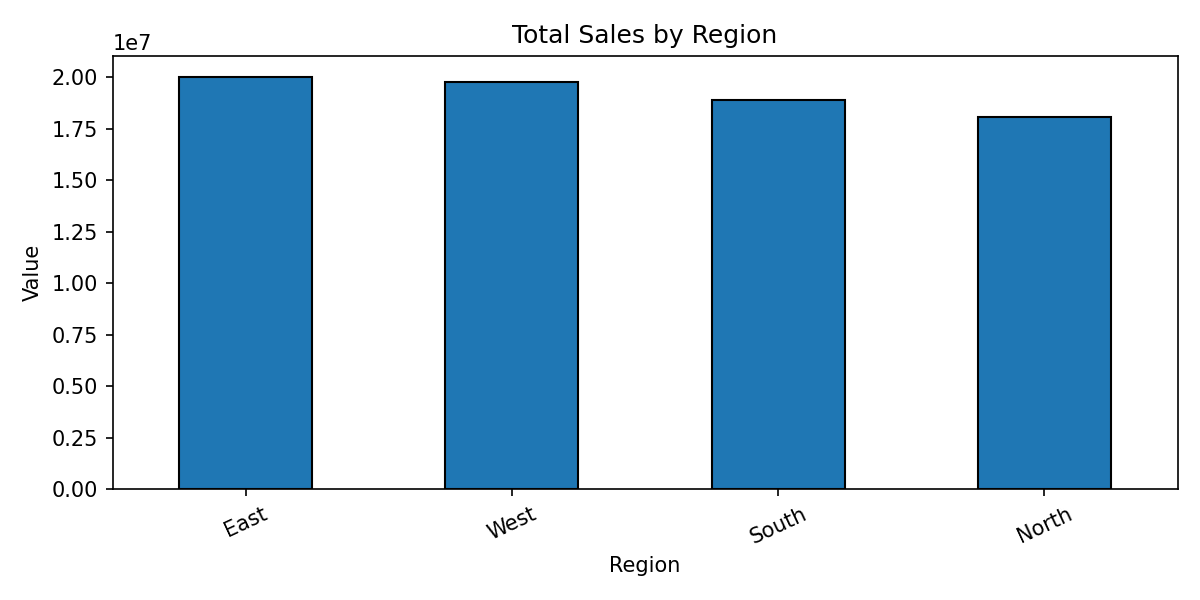 Total Sales by Region
1e7
2.00
1.75
1.50
1.25
1.00
0.75
0.50
0.25
0.00
Value
East West South North
Region